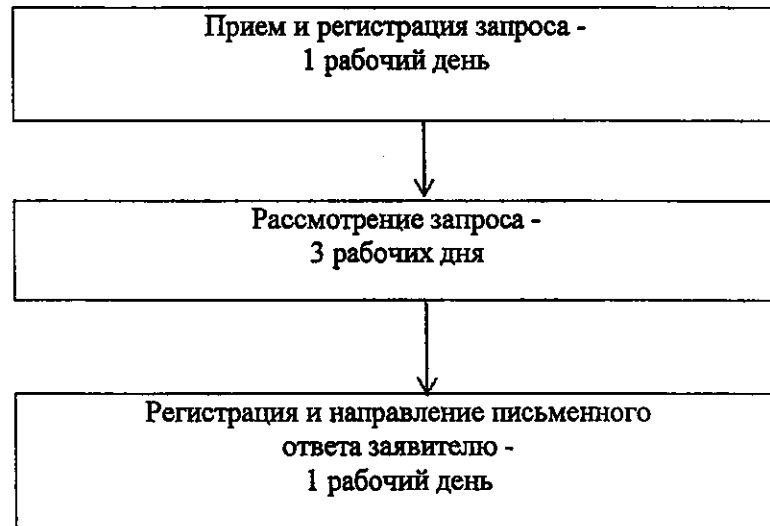 Прием и регистрация запроса -
1 рабочий день
Рассмотрение запроса -
3 рабочих дня
Регистрация и направление письменного
ответа заявителю -
1 рабочий день